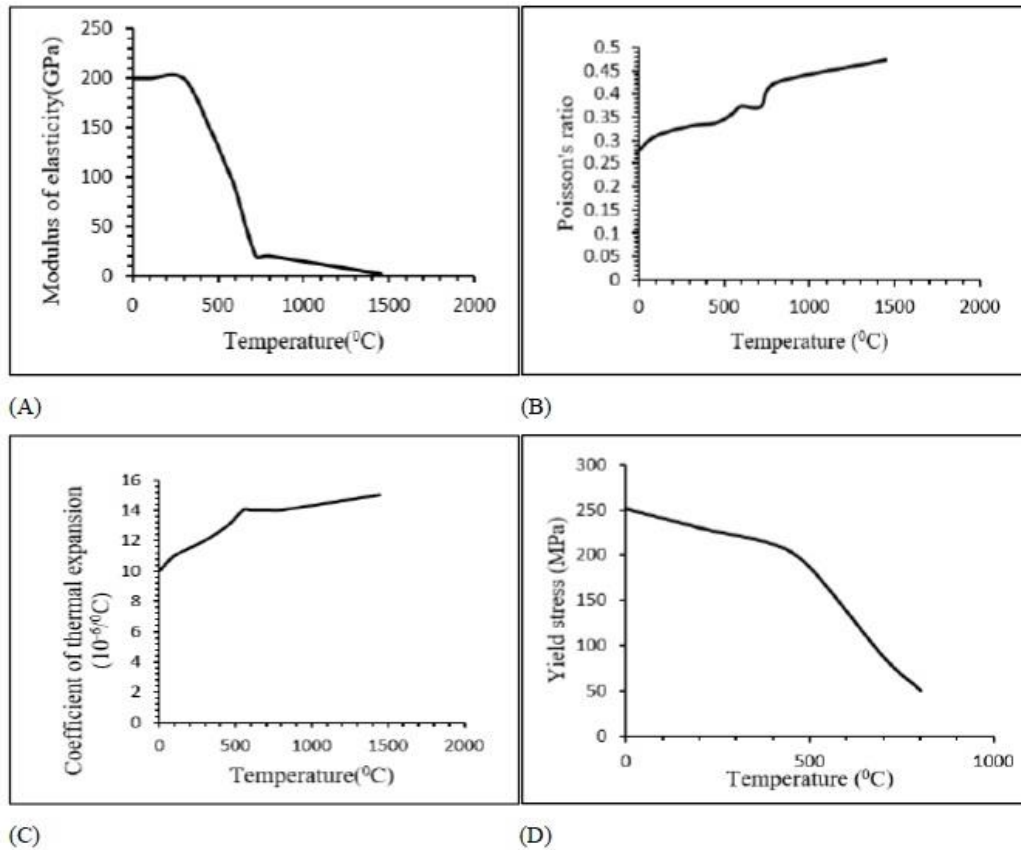 250
200
150
100
50
0
Modulus of elasticity(GPa)
0 500 1000 1500 2000
Temperature(⁰C)
(A)
0.5
0.45
0.4
0.35
0.3
0.25
0.2
0.15
0.1
0.05
0
Poisson's ratio
0 500 1000 1500 2000
Temperature (⁰C)
(B)
16
14
12
10
8
6
4
2
0
Coefficient of thermal expansion
(10⁻⁶/⁰C)
0 500 1000 1500 2000
Temperature(⁰C)
(C)
300
250
200
150
100
50
0
Yield stress (MPa)
0 500 1000
Temperature (⁰C)
(D)